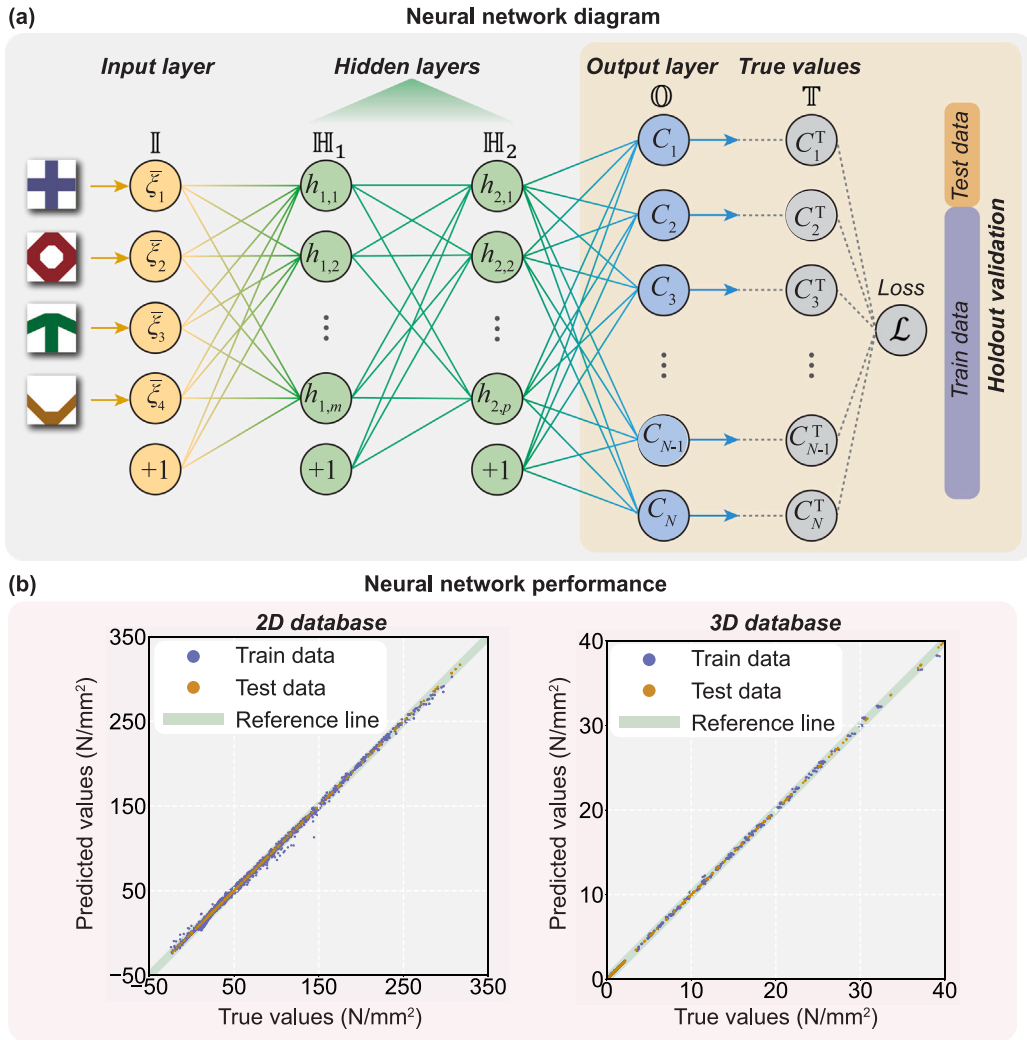 (a)
Neural network diagram
Input layer
Hidden layers
Output layer
True values
𝕀
ℍ₁
ℍ₂
𝕆
𝕋
ξ̅₁
ξ̅₂
ξ̅₃
ξ̅₄
+1
h₁,₁
h₁,₂
⋮
h₁,ₘ
+1
h₂,₁
h₂,₂
⋮
h₂,ₚ
+1
C₁
C₂
C₃
⋮
C_{N-1}
C_N
C₁ᵀ
C₂ᵀ
C₃ᵀ
⋮
C_{N-1}ᵀ
C_Nᵀ
Loss
ℒ
Test data
Train data
Holdout validation
(b)
Neural network performance
2D database
Train data
Test data
Reference line
Predicted values (N/mm²)
350
250
150
50
−50
−50
50
150
250
350
True values (N/mm²)
3D database
Train data
Test data
Reference line
Predicted values (N/mm²)
40
30
20
10
0
0
10
20
30
40
True values (N/mm²)